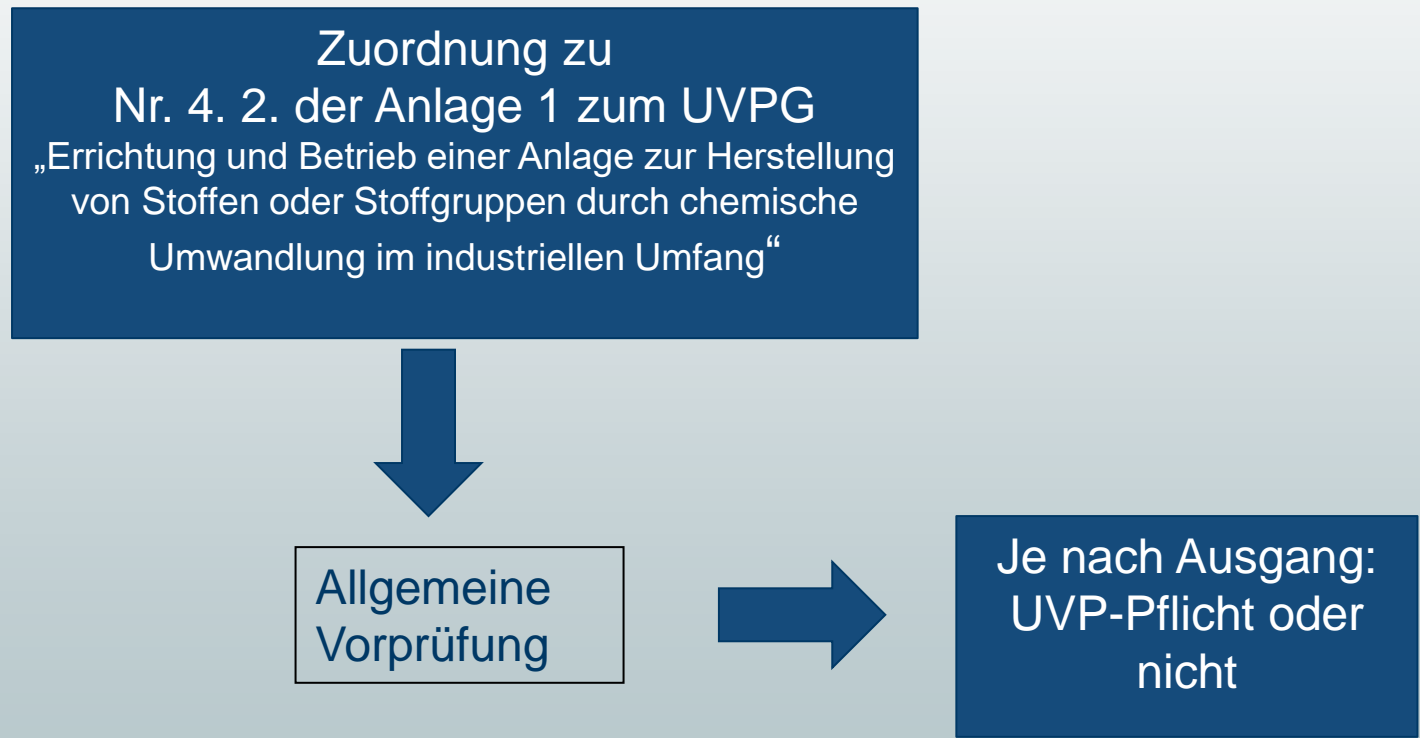 Zuordnung zu
Nr. 4. 2. der Anlage 1 zum UVPG
„Errichtung und Betrieb einer Anlage zur Herstellung
von Stoffen oder Stoffgruppen durch chemische
Umwandlung im industriellen Umfang“
Allgemeine
Vorprüfung
Je nach Ausgang:
UVP-Pflicht oder
nicht